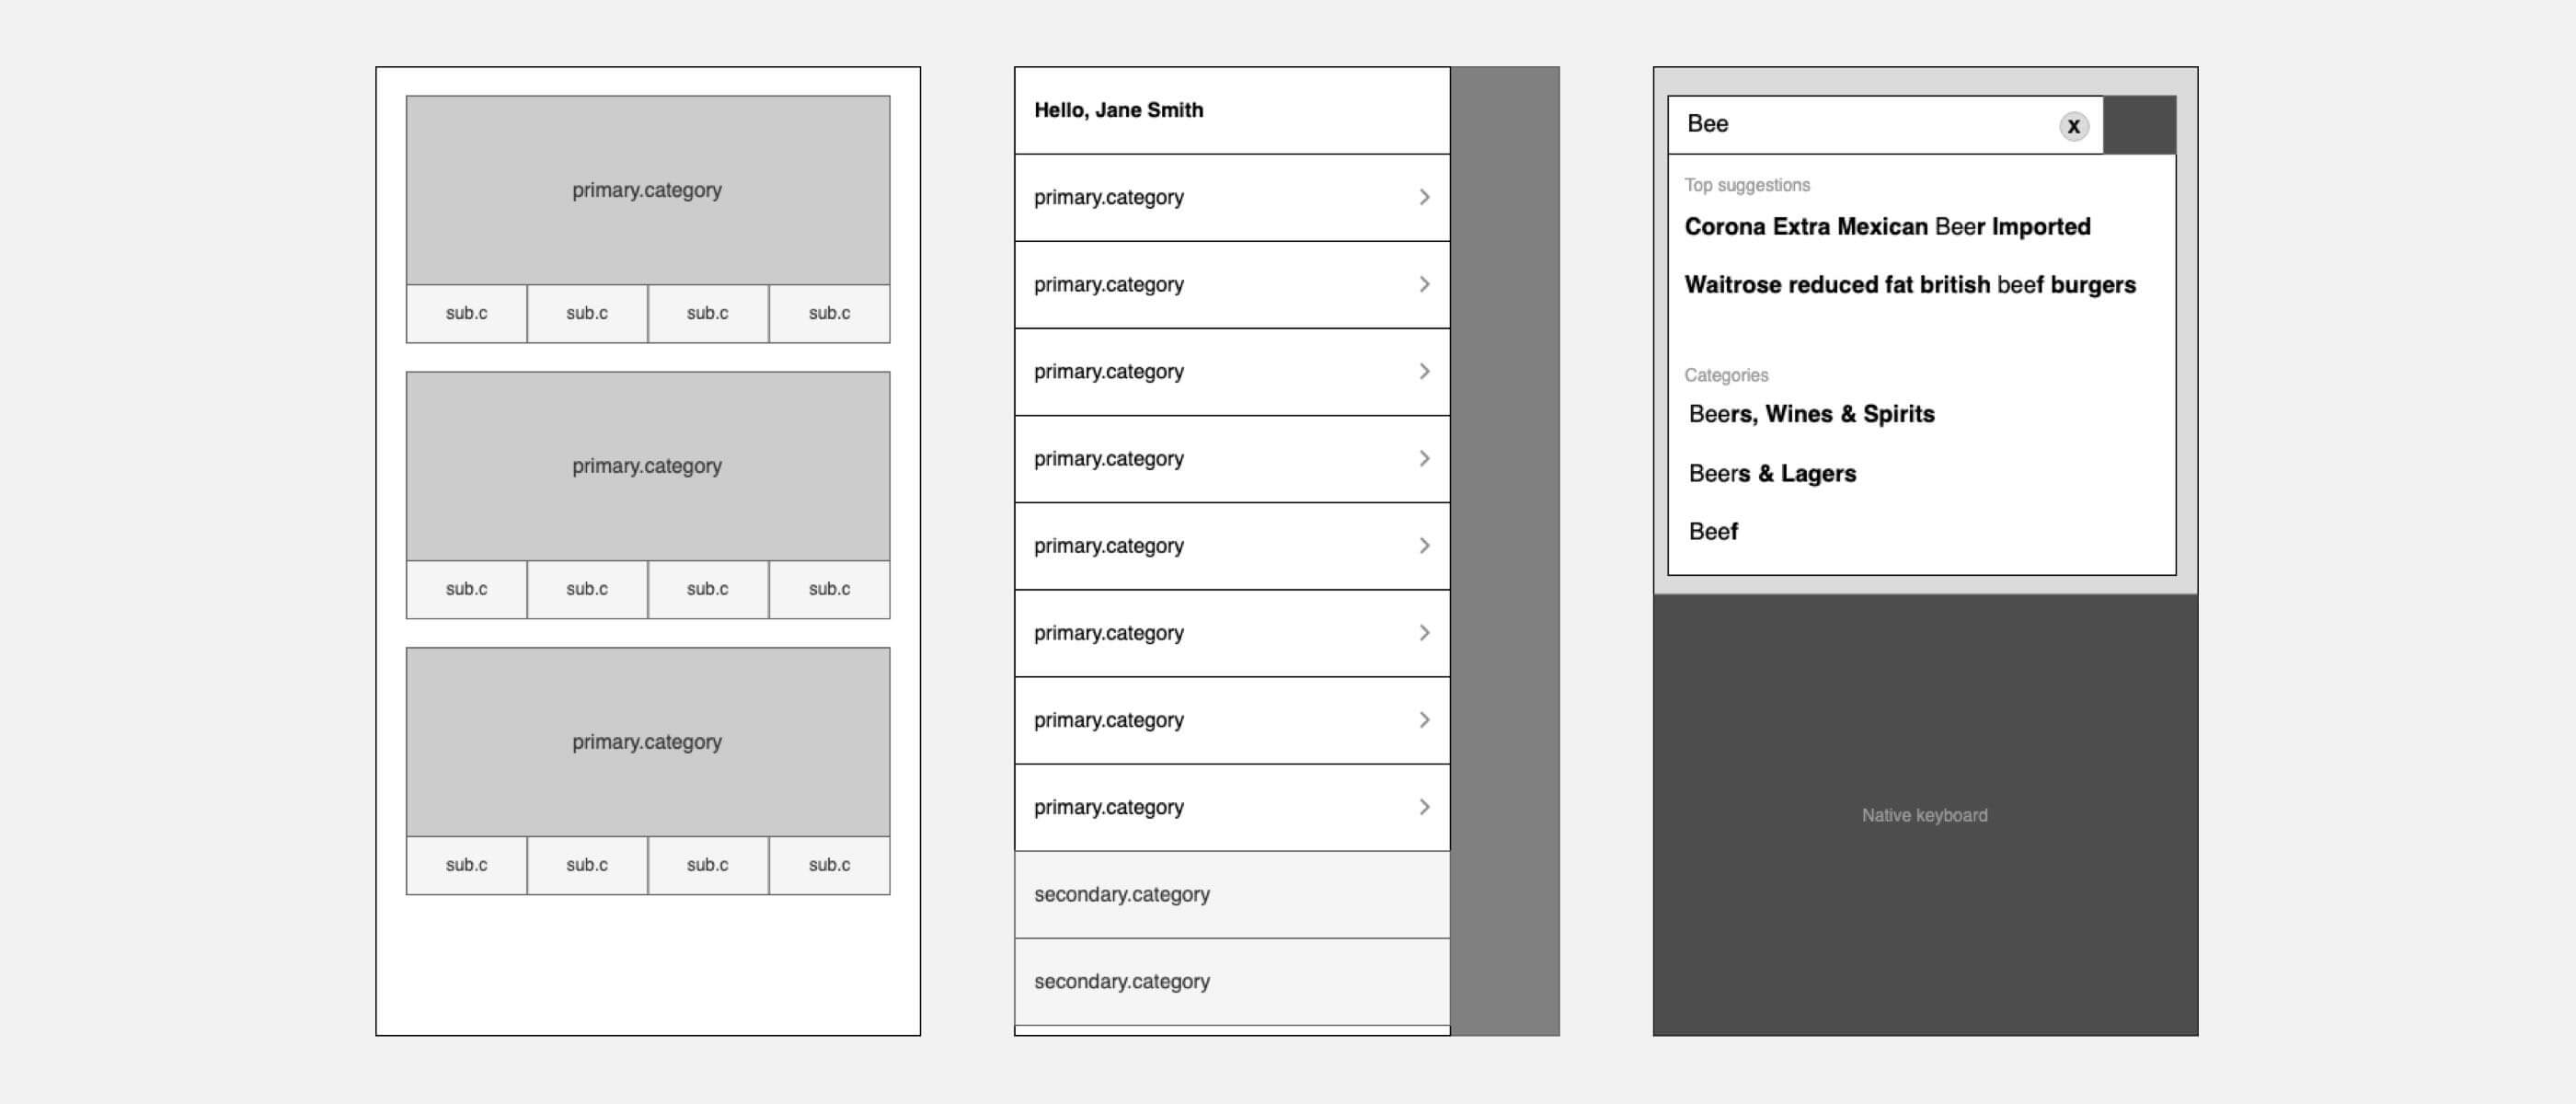 primary.category
sub.c sub.c sub.c sub.c
primary.category
sub.c sub.c sub.c sub.c
primary.category
sub.c sub.c sub.c sub.c
Hello, Jane Smith
primary.category
primary.category
primary.category
primary.category
primary.category
primary.category
primary.category
primary.category
secondary.category
secondary.category
Bee X
Top suggestions
Corona Extra Mexican Beer Imported
Waitrose reduced fat british beef burgers
Categories
Beers, Wines & Spirits
Beers & Lagers
Beef
Native keyboard